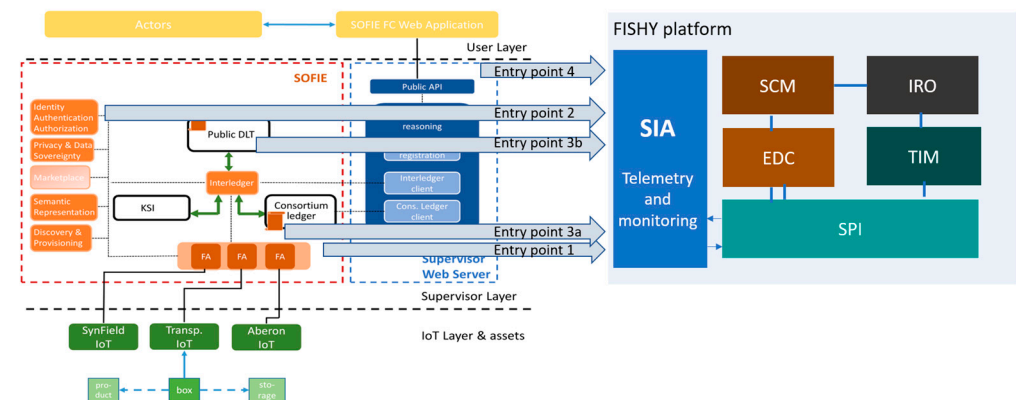 Actors
SOFIE FC Web Application
FISHY platform
User Layer
SOFIE
Entry point 4
Public API
Identity
Authentication
Authorization
Entry point 2
reasoning
Public DLT
Entry point 3b
Privacy & Data
Sovereignty
registration
Marketplace
Interledger
Interledger
client
Semantic
Representation
KSI
Consortium
ledger
Cons. Ledger
client
Discovery &
Provisioning
Entry point 3a
Entry point 1
FA
FA
FA
Supervisor
Web Server
Supervisor Layer
SynField
IoT
Transp.
IoT
Aberon
IoT
IoT Layer & assets
pro-
duct
box
sto-
rage
SIA
Telemetry
and
monitoring
SCM
IRO
EDC
TIM
SPI